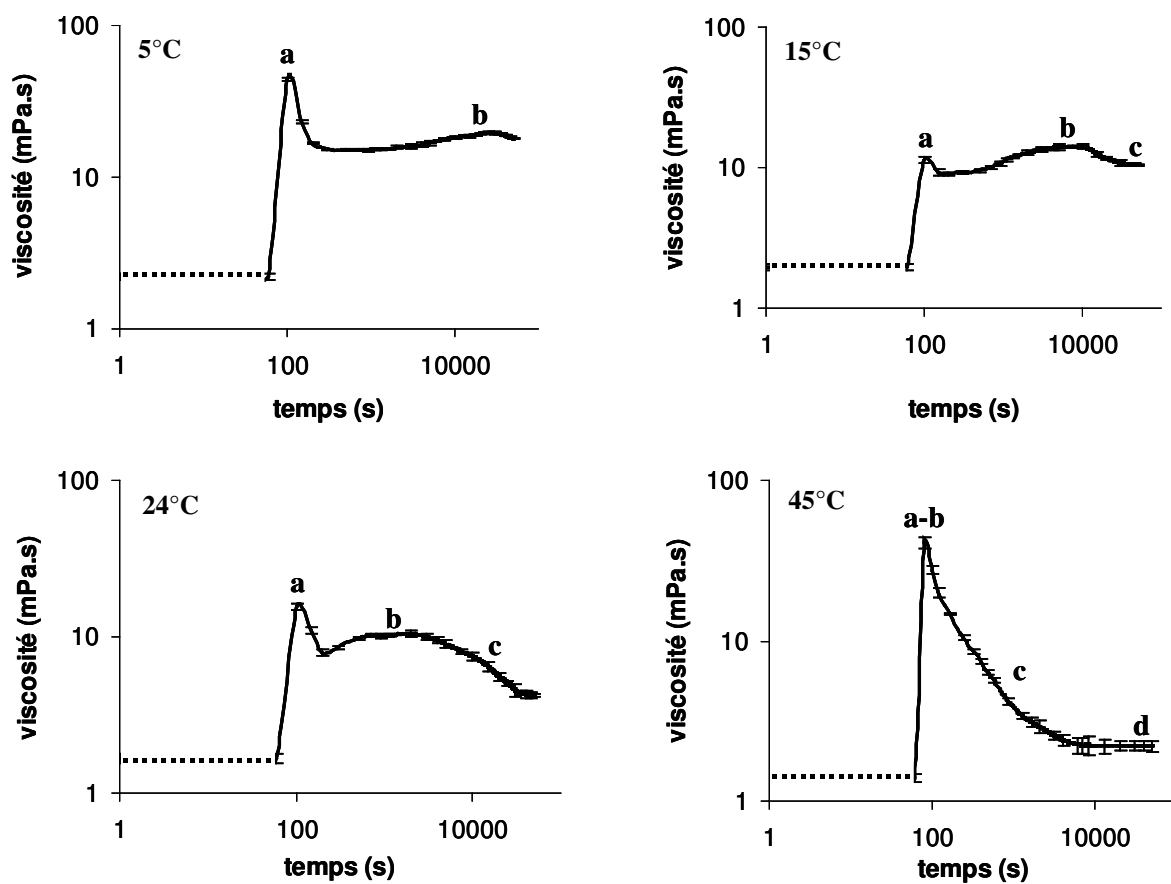 5°C
100
10
1
viscosité (mPa.s)
a
b
1
100
10000
temps (s)
15°C
100
10
1
viscosité (mPa.s)
a
b
c
1
100
10000
temps (s)
24°C
100
10
1
viscosité (mPa.s)
a
b
c
1
100
10000
temps (s)
45°C
100
10
1
viscosité (mPa.s)
a-b
c
d
1
100
10000
temps (s)